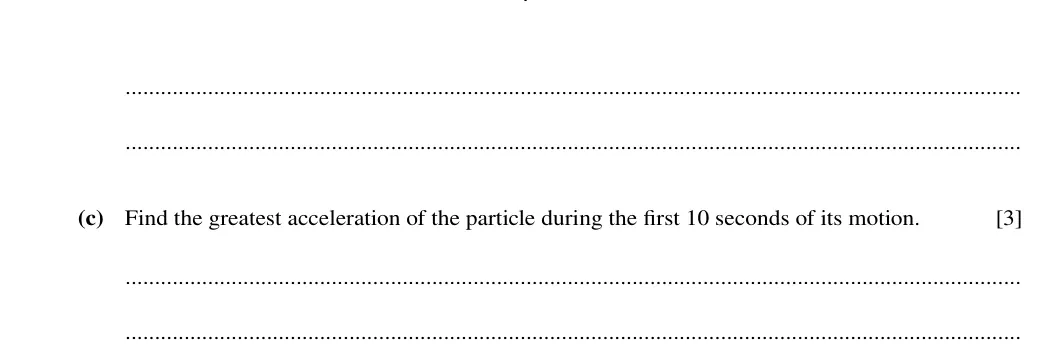 (c) Find the greatest acceleration of the particle during the first 10 seconds of its motion. [3]